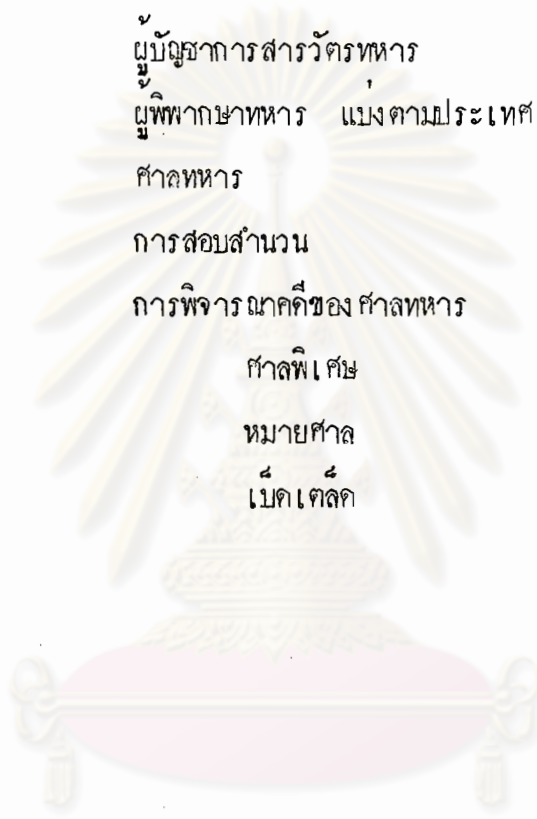 ผู้บัญชาการสารวัตรทหาร
ผู้พิพากษาทหาร แบ่งตามประเทศ
ศาลทหาร
การสอบสำนวน
การพิจารณาคดีของศาลทหาร
ศาลพิเศษ
หมายศาล
เบ็ดเตล็ด